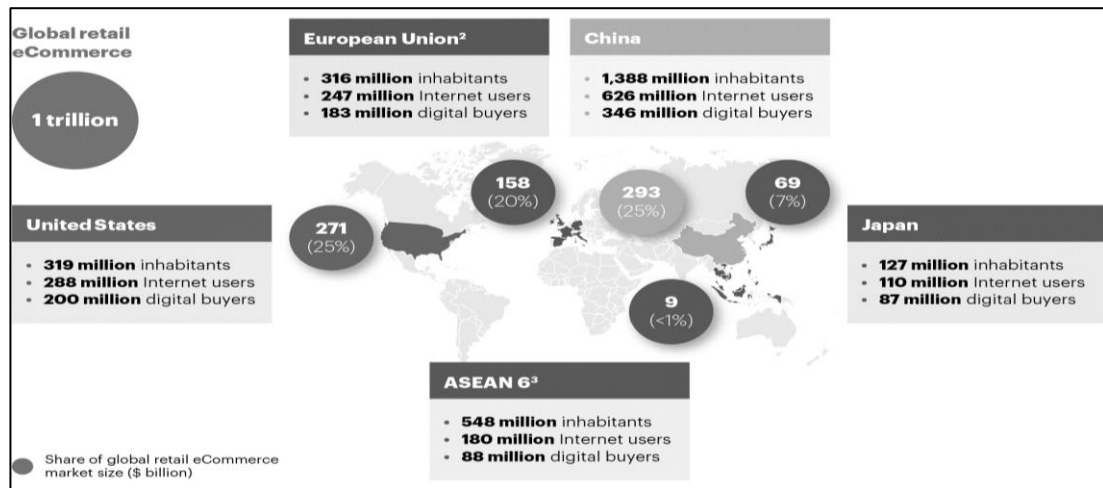 Global retail
eCommerce
1 trillion
European Union²
• 316 million inhabitants
• 247 million Internet users
• 183 million digital buyers
China
• 1,388 million inhabitants
• 626 million Internet users
• 346 million digital buyers
158
(20%)
293
(25%)
69
(7%)
271
(25%)
United States
• 319 million inhabitants
• 288 million Internet users
• 200 million digital buyers
Japan
• 127 million inhabitants
• 110 million Internet users
• 87 million digital buyers
9
(<1%)
ASEAN 6³
• 548 million inhabitants
• 180 million Internet users
• 88 million digital buyers
Share of global retail eCommerce
market size ($ billion)